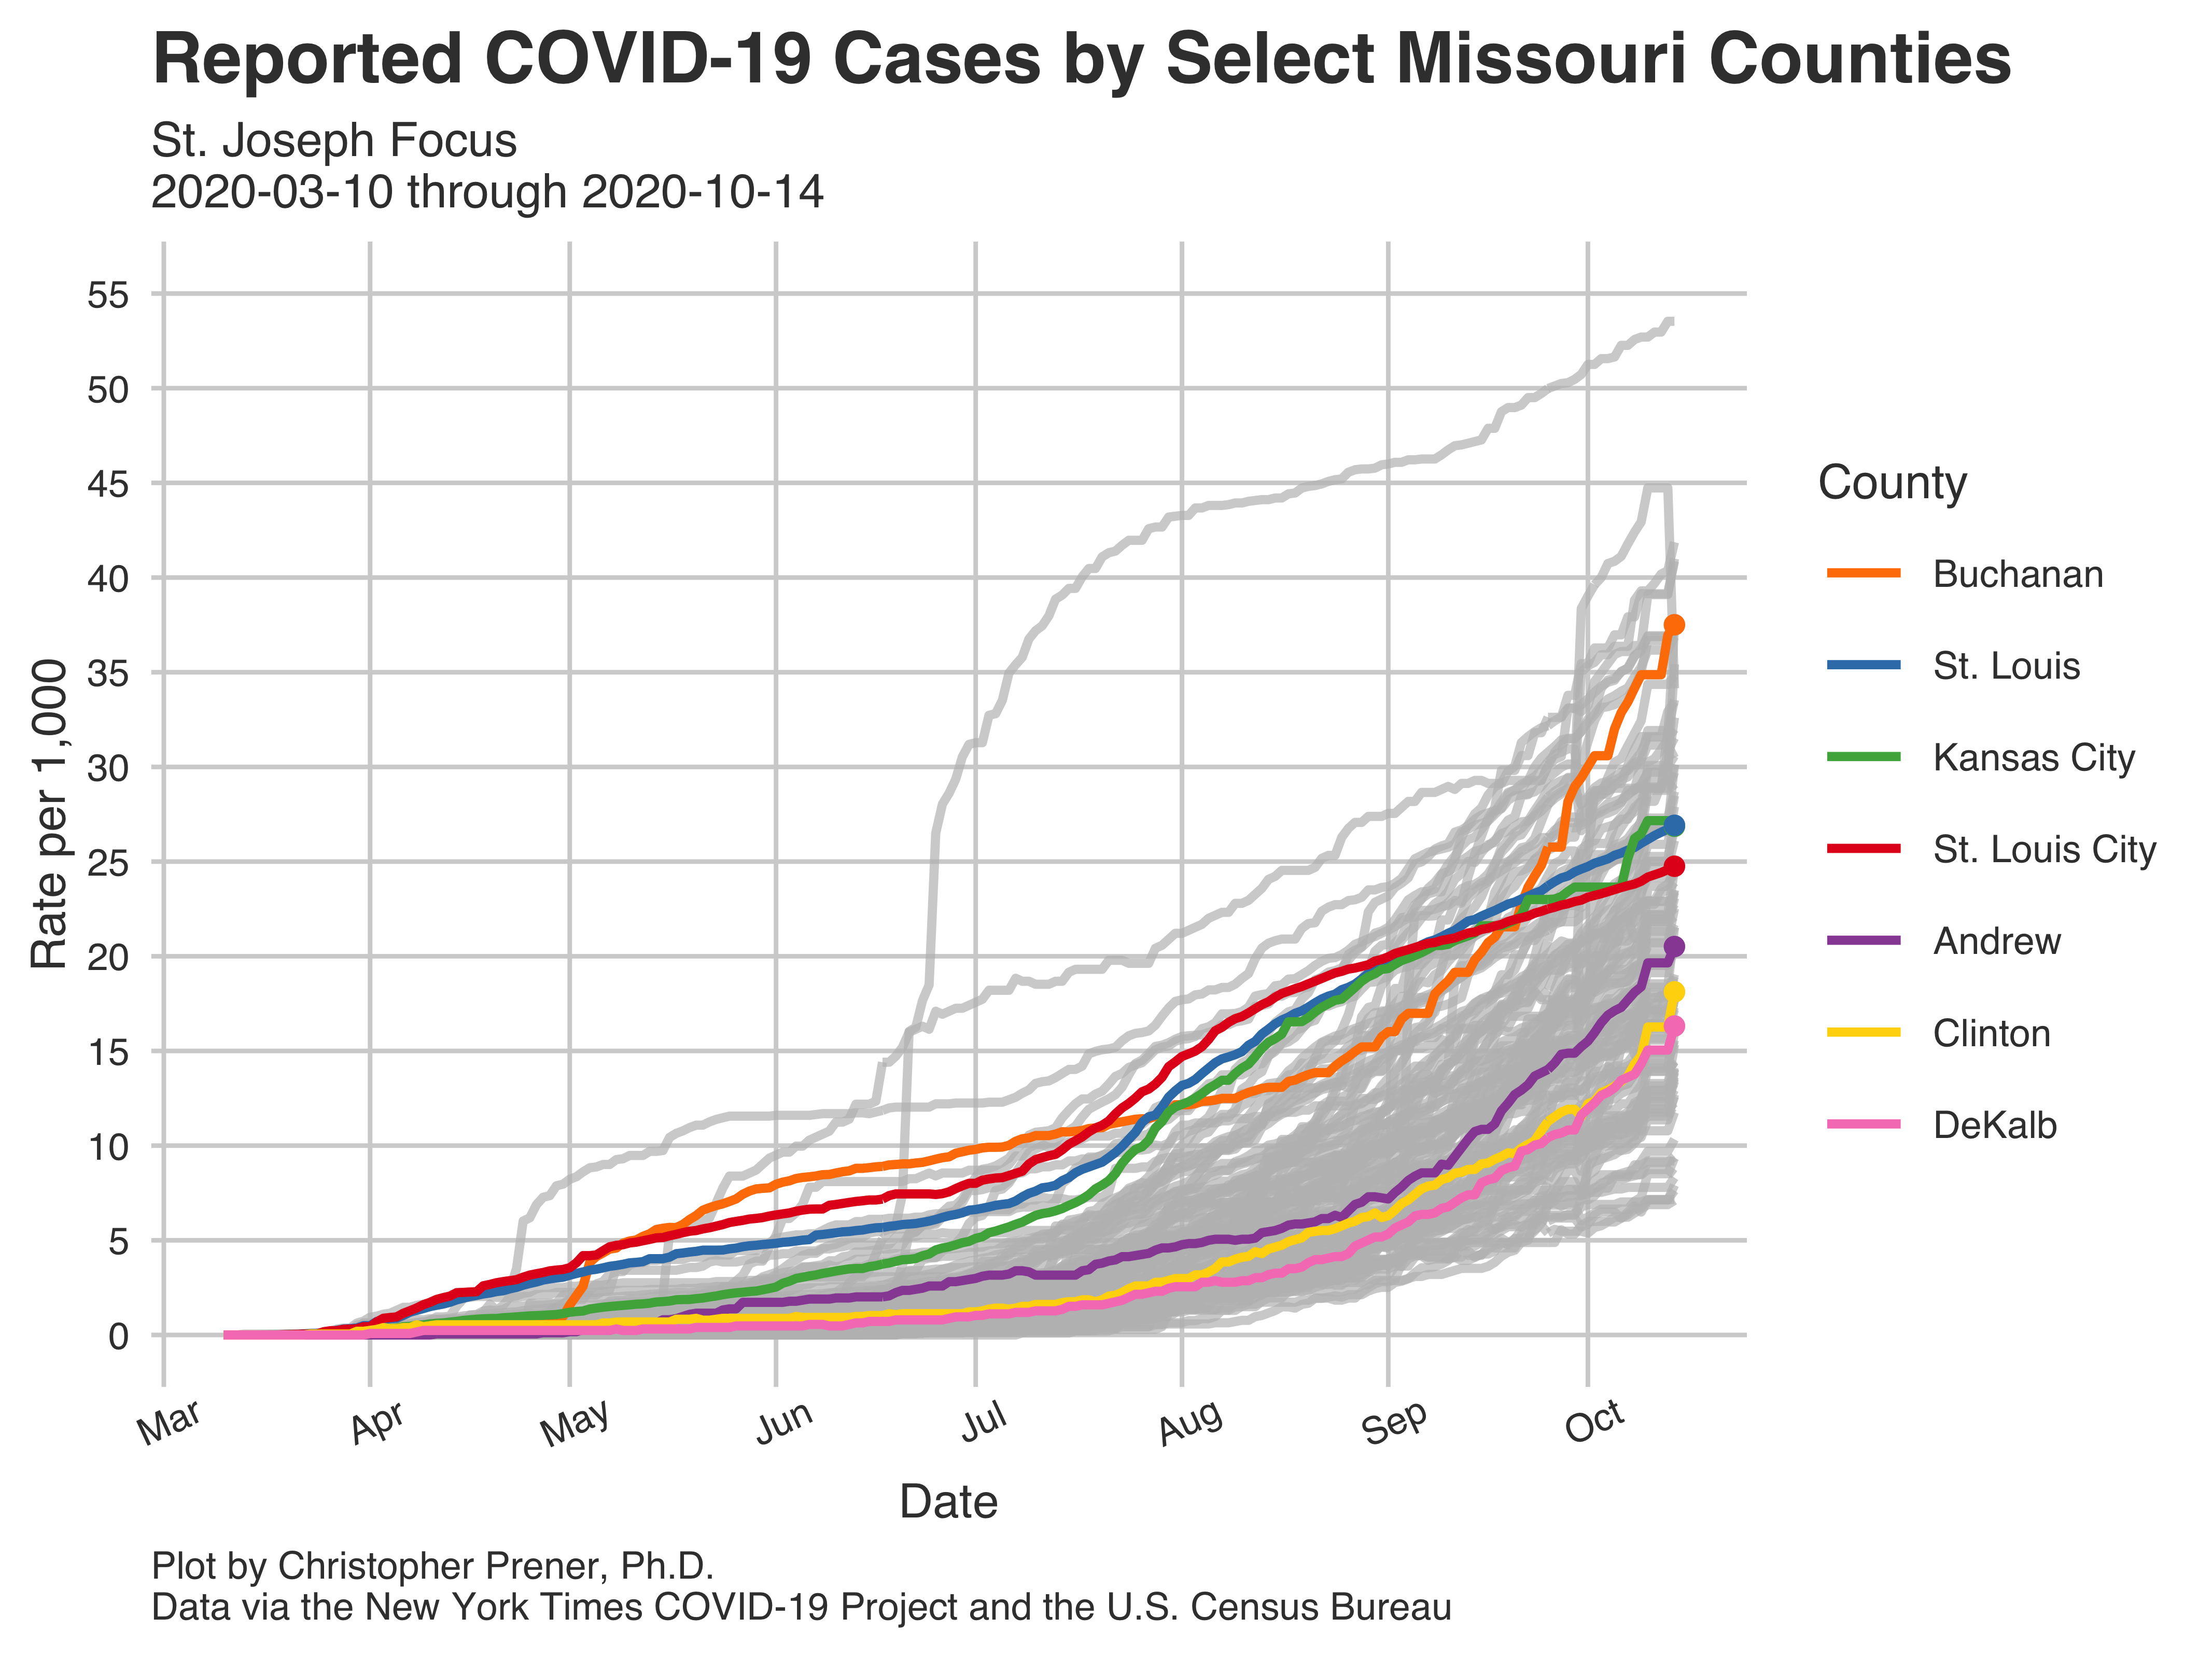 Reported COVID-19 Cases by Select Missouri Counties
St. Joseph Focus
2020-03-10 through 2020-10-14
55
50
45
40
35
30
25
20
15
10
5
0
Rate per 1,000
Mar
Apr
May
Jun
Jul
Aug
Sep
Oct
Date
County
Buchanan
St. Louis
Kansas City
St. Louis City
Andrew
Clinton
DeKalb
Plot by Christopher Prener, Ph.D.
Data via the New York Times COVID-19 Project and the U.S. Census Bureau